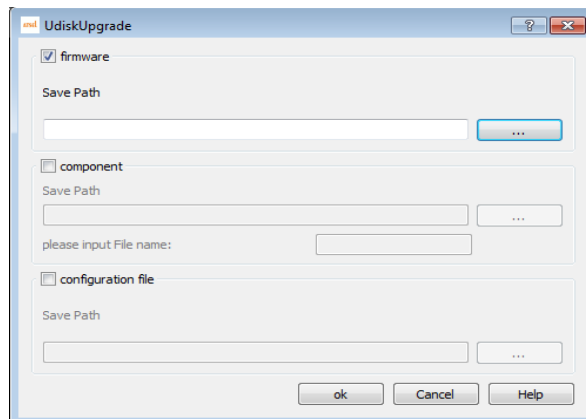 UdiskUpgrade
firmware
Save Path
...
component
Save Path
...
please input File name:
configuration file
Save Path
...
ok Cancel Help